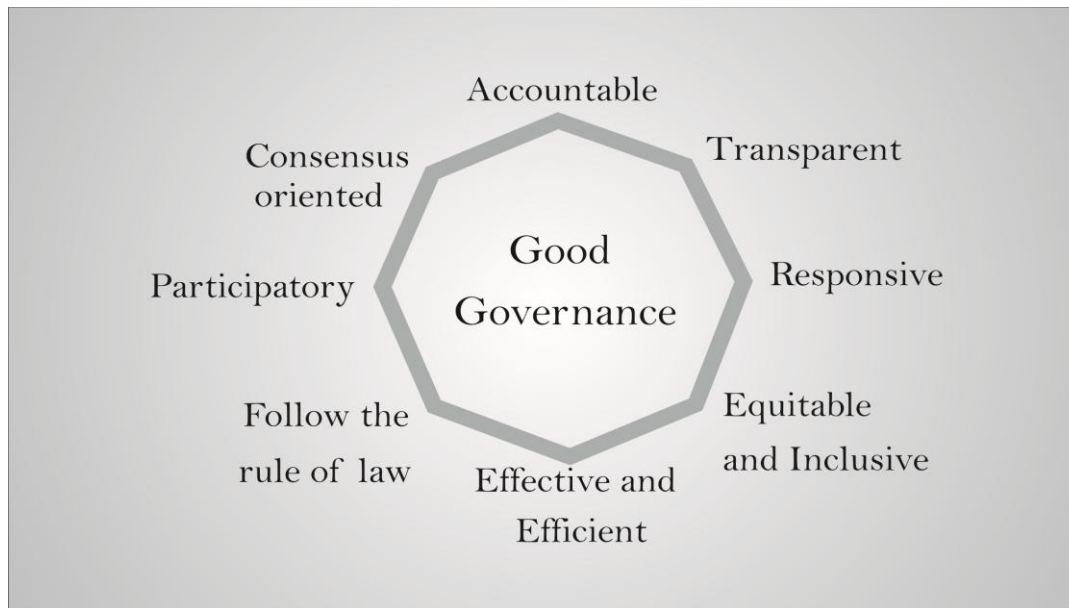 Accountable
Transparent
Responsive
Equitable
and Inclusive
Effective and
Efficient
Follow the
rule of law
Participatory
Consensus
oriented
Good
Governance